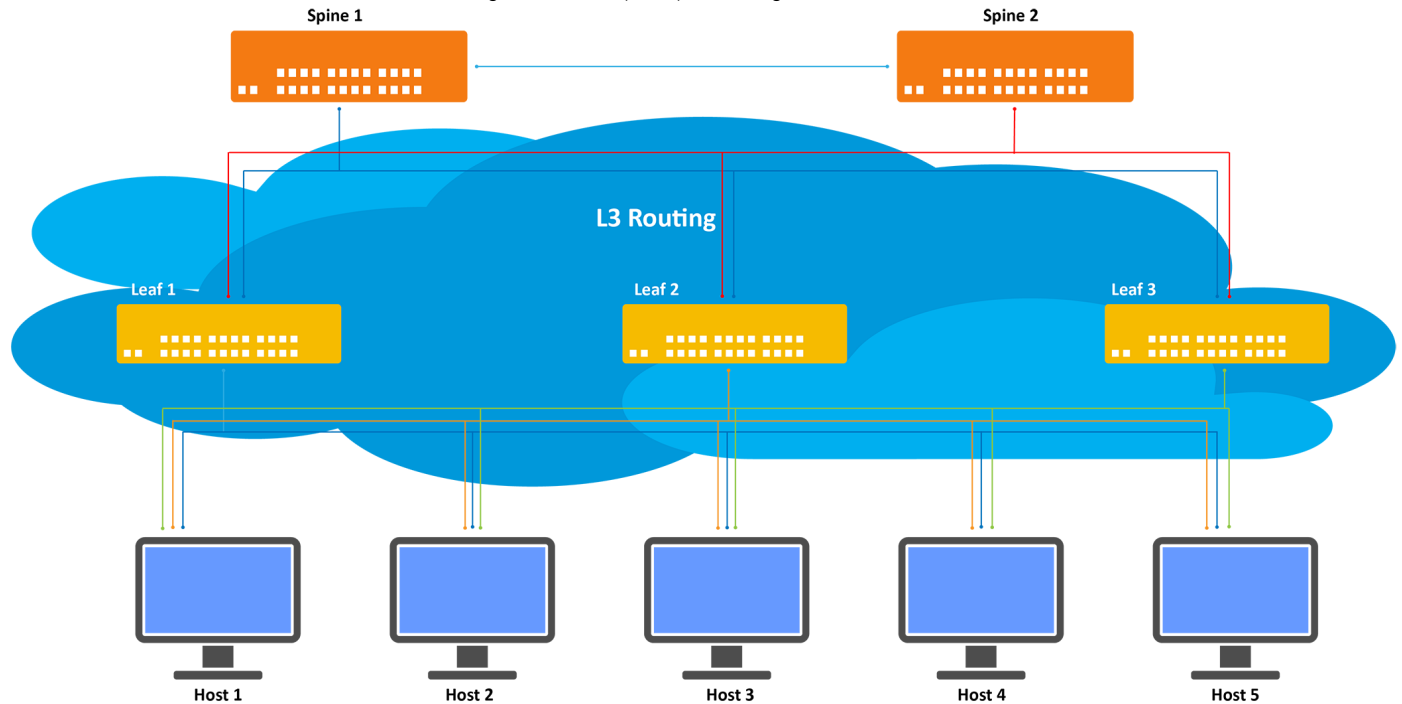 Spine 1
Spine 2
L3 Routing
Leaf 1
Leaf 2
Leaf 3
Host 1
Host 2
Host 3
Host 4
Host 5